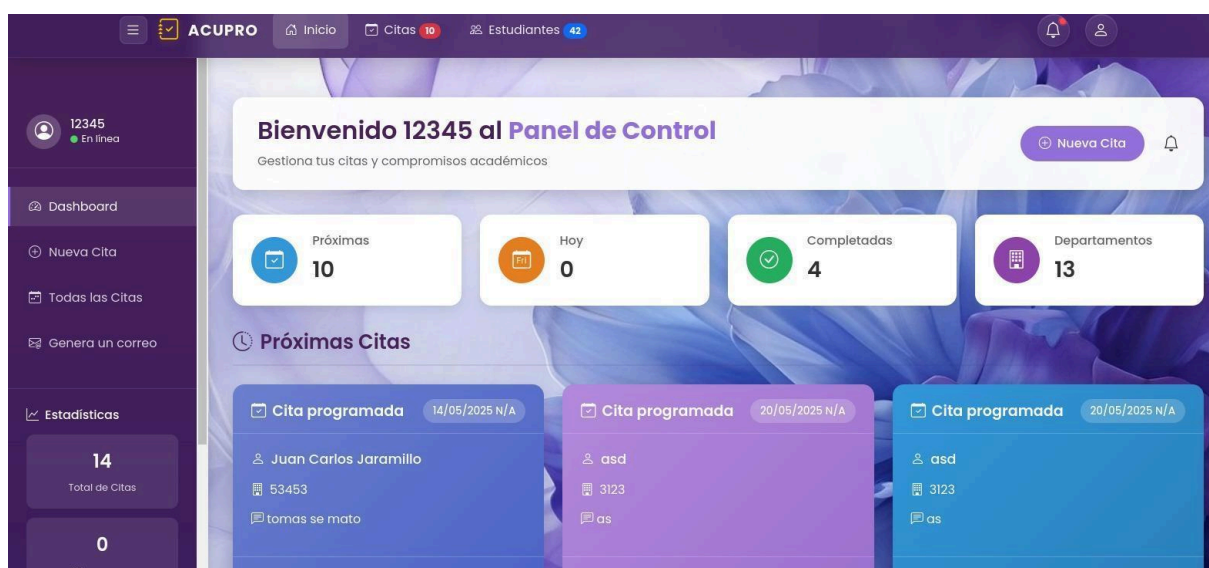 ACUPRO
Inicio
Citas 10
Estudiantes 42
12345
En línea
Dashboard
Nueva Cita
Todas las Citas
Genera un correo
Estadísticas
14
Total de Citas
0
Bienvenido 12345 al Panel de Control
Gestiona tus citas y compromisos académicos
Nueva Cita
Próximas
10
Fri
Hoy
0
Completadas
4
Departamentos
13
Próximas Citas
Cita programada 14/05/2025 N/A
Juan Carlos Jaramillo
53453
tomas se mato
Cita programada 20/05/2025 N/A
asd
3123
as
Cita programada 20/05/2025 N/A
asd
3123
as